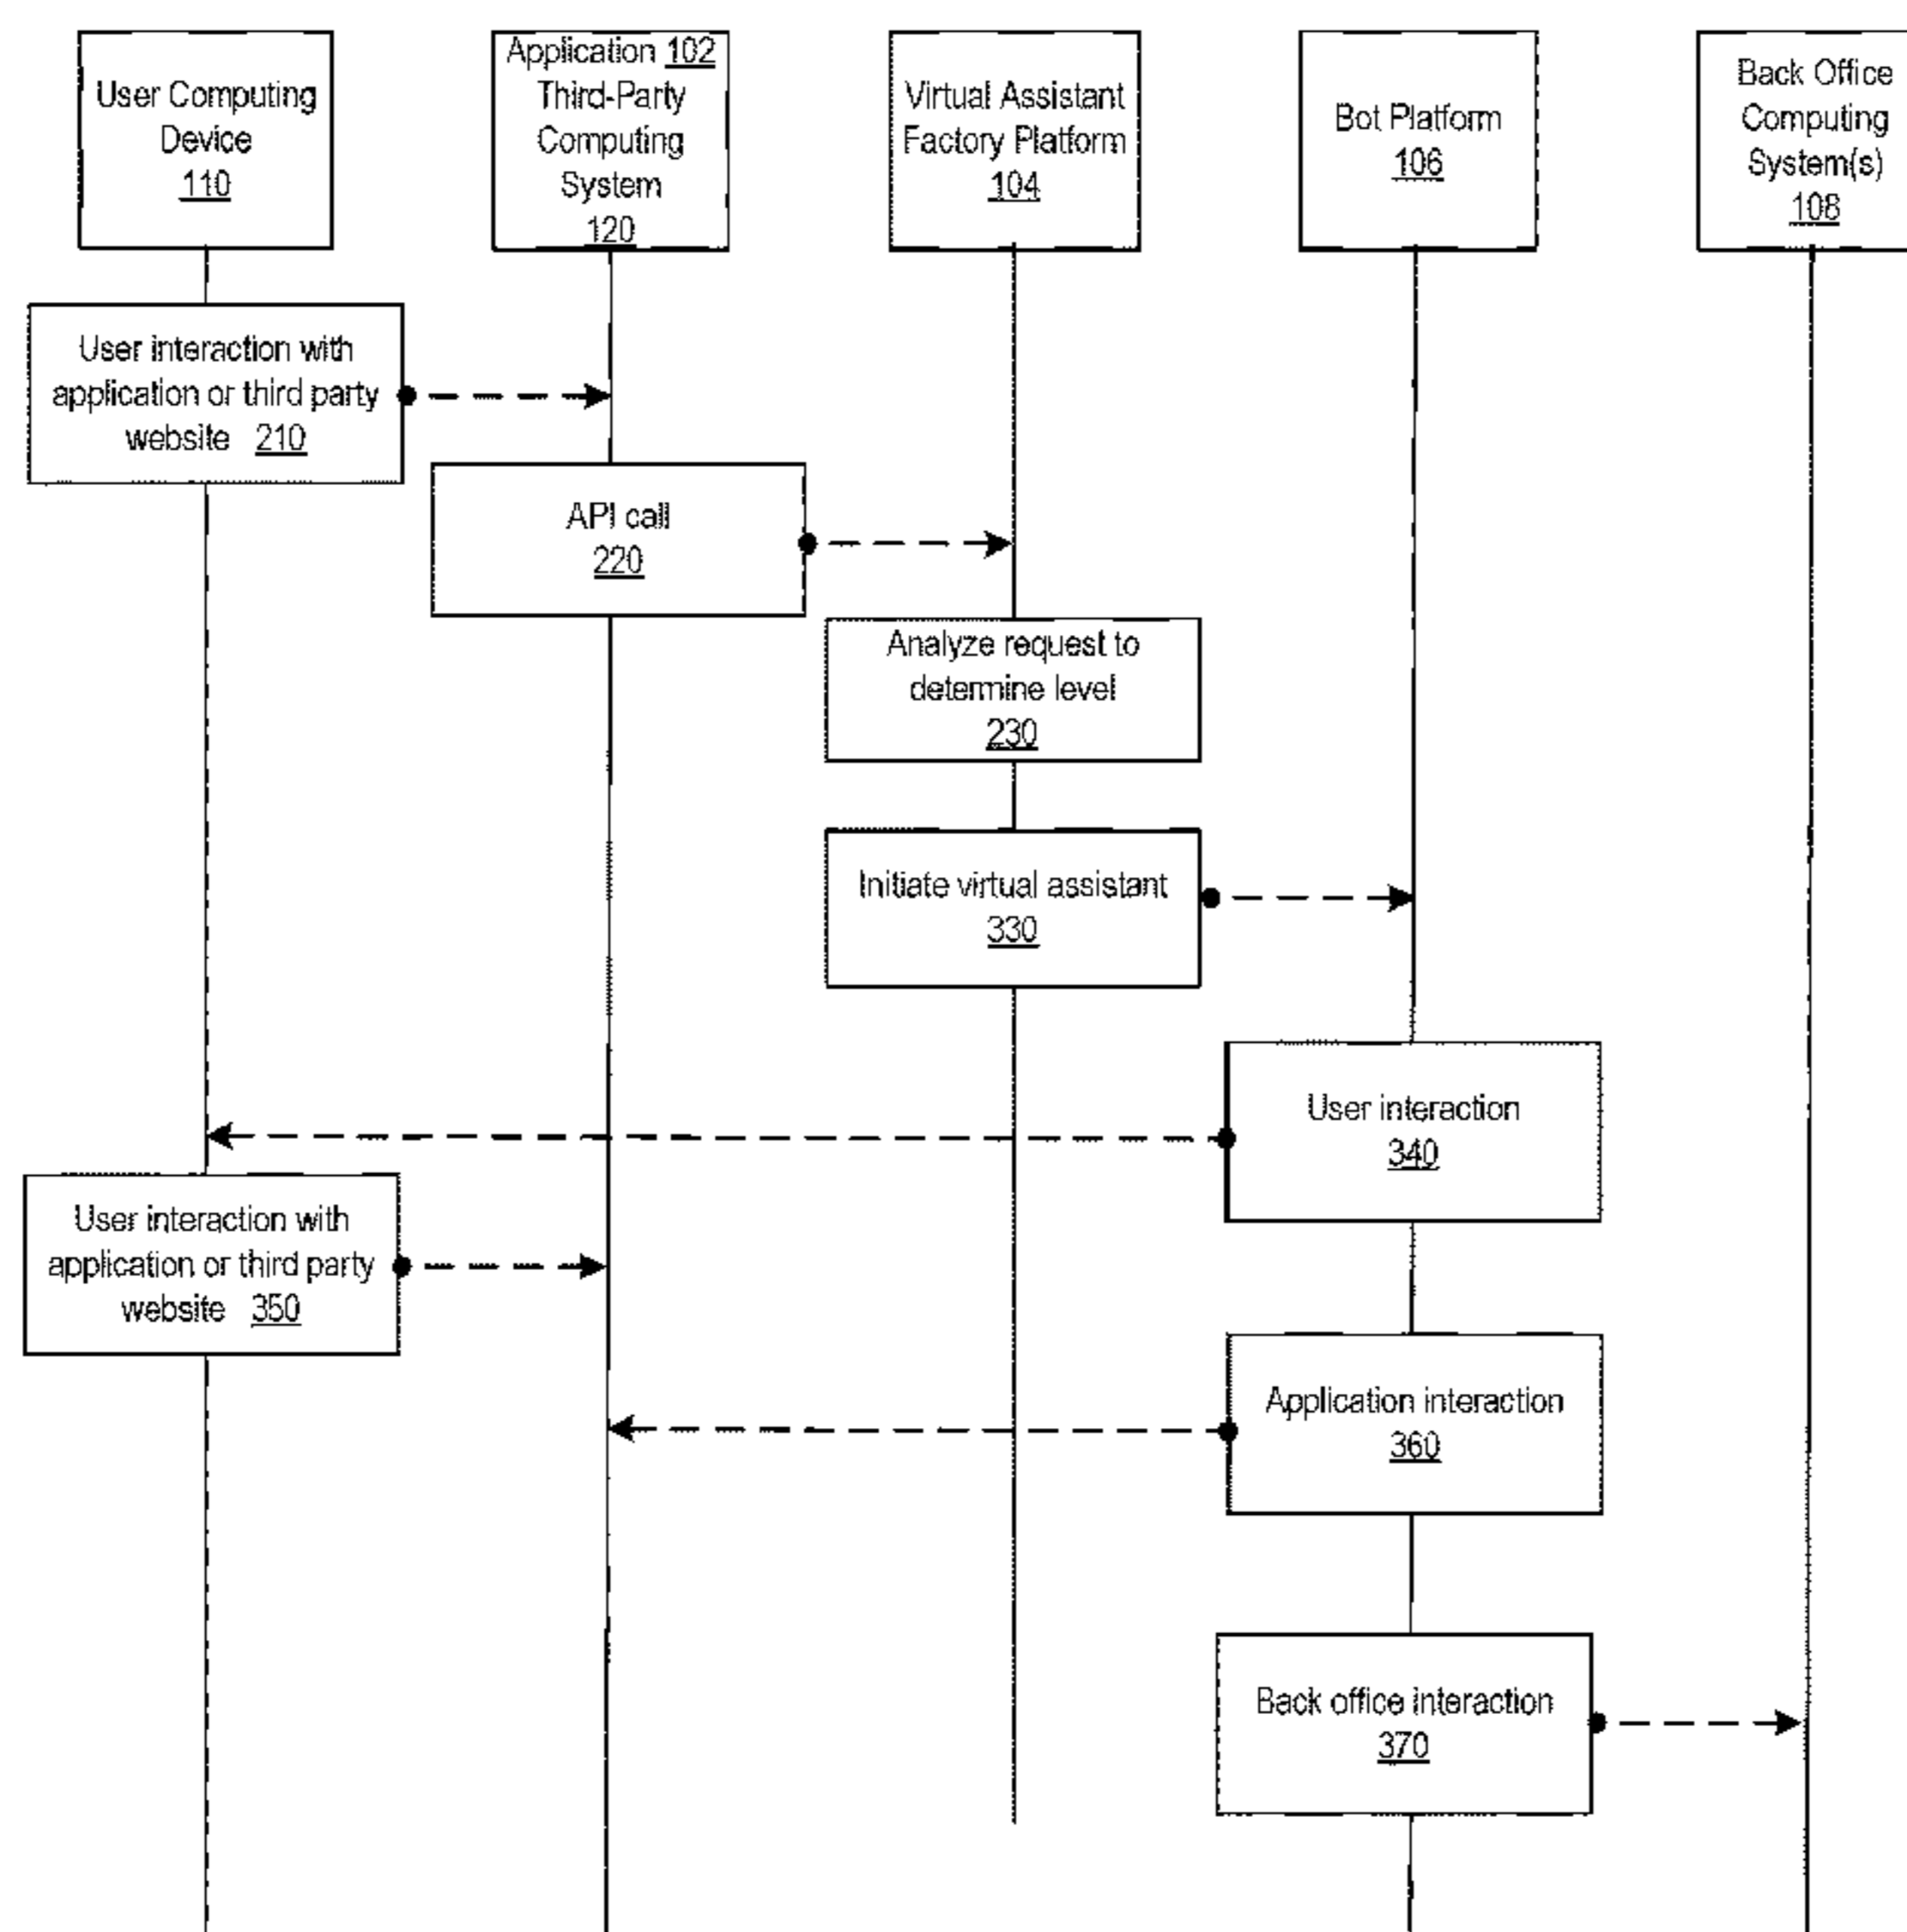 User Computing
Device
110
Application 102
Third-Party
Computing
System
120
Virtual Assistant
Factory Platform
104
Bot Platform
106
Back Office
Computing
System(s)
108
User interaction with
application or third party
website 210
API call
220
Analyze request to
determine level
230
Initiate virtual assistant
330
User interaction
340
User interaction with
application or third party
website 350
Application interaction
360
Back office interaction
370